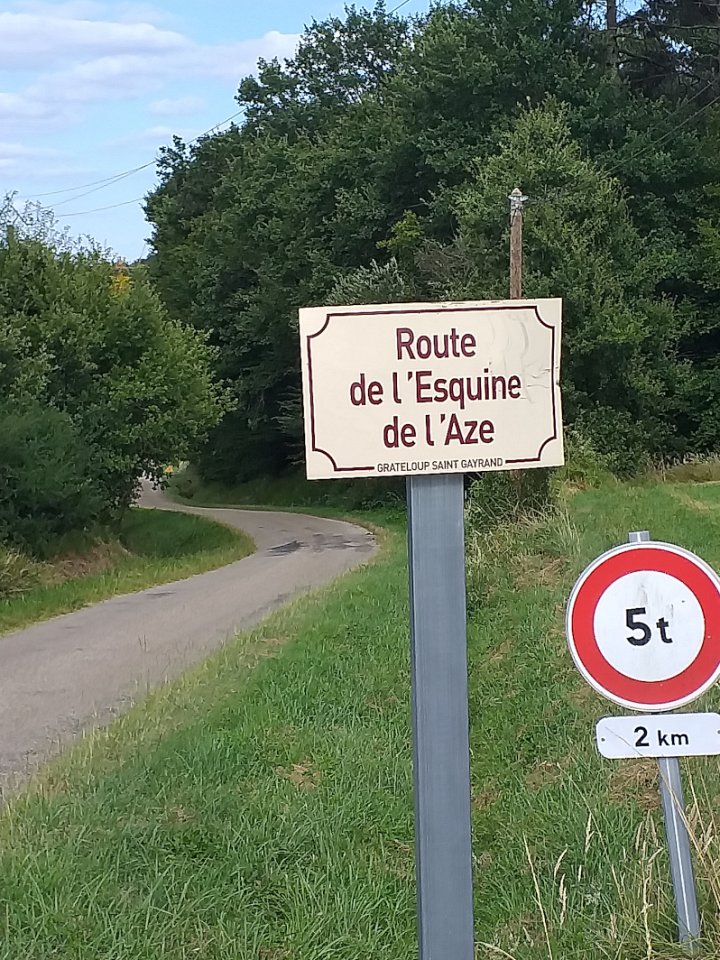 Route
de l'Esquine
de l'Aze
GRATELOUP SAINT GAYRAND
5t
2 km